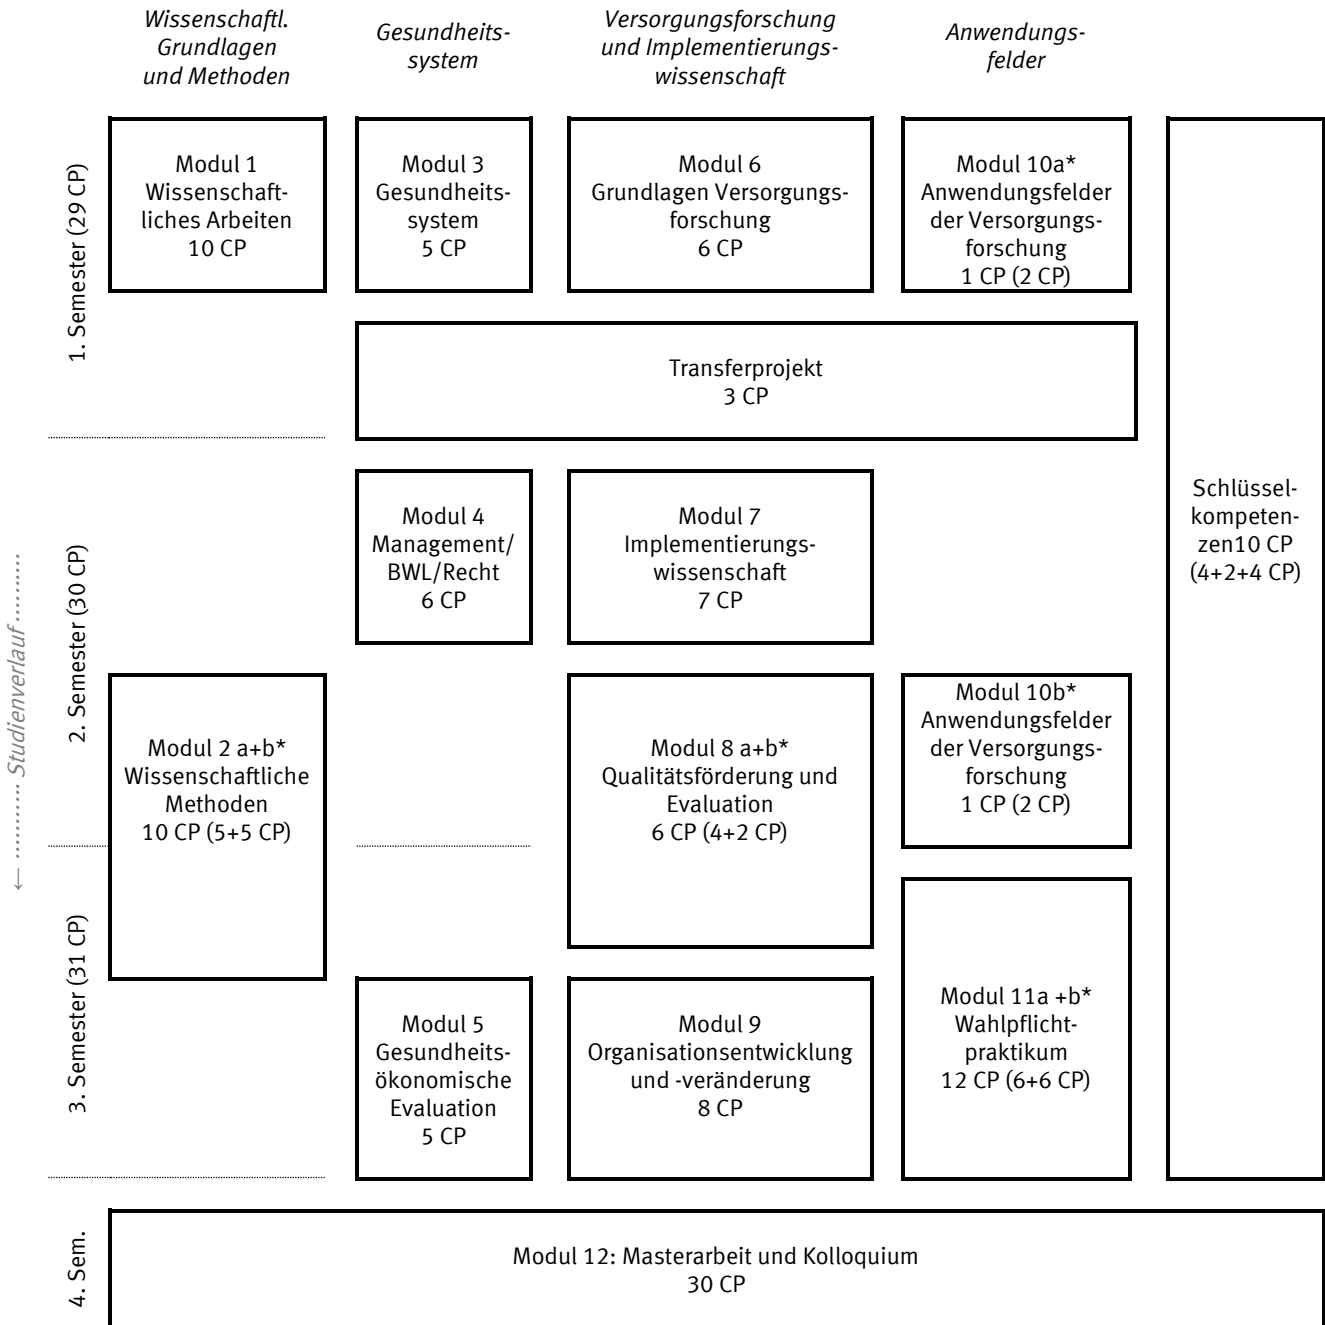 Wissenschaftl.
Grundlagen
und Methoden
Gesundheits-
system
Versorgungsforschung
und Implementierungs-
wissenschaft
Anwendungs-
felder
1. Semester (29 CP)
Modul 1
Wissenschaft-
liches Arbeiten
10 CP
Modul 3
Gesundheits-
system
5 CP
Modul 6
Grundlagen Versorgungs-
forschung
6 CP
Modul 10a*
Anwendungsfelder
der Versorgungs-
forschung
1 CP (2 CP)
Transferprojekt
3 CP
Schlüssel-
kompeten-
zen10 CP
(4+2+4 CP)
← .......... Studienverlauf ..........
2. Semester (30 CP)
Modul 4
Management/
BWL/Recht
6 CP
Modul 7
Implementierungs-
wissenschaft
7 CP
Modul 2 a+b*
Wissenschaftliche
Methoden
10 CP (5+5 CP)
Modul 8 a+b*
Qualitätsförderung und
Evaluation
6 CP (4+2 CP)
Modul 10b*
Anwendungsfelder
der Versorgungs-
forschung
1 CP (2 CP)
3. Semester (31 CP)
Modul 5
Gesundheits-
ökonomische
Evaluation
5 CP
Modul 9
Organisationsentwicklung
und -veränderung
8 CP
Modul 11a +b*
Wahlpflicht-
praktikum
12 CP (6+6 CP)
4. Sem.
Modul 12: Masterarbeit und Kolloquium
30 CP